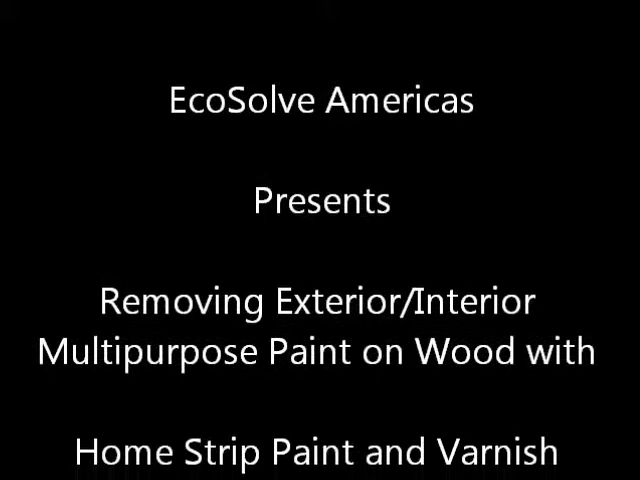 EcoSolve Americas
Presents
Removing Exterior/Interior
Multipurpose Paint on Wood with
Home Strip Paint and Varnish